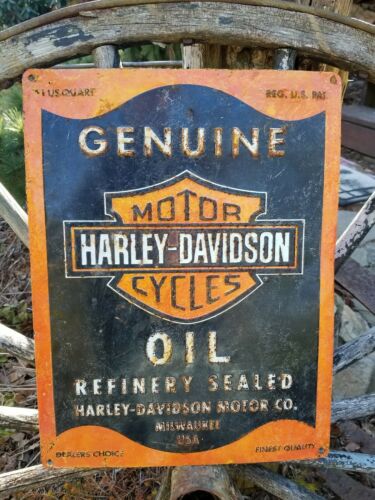 1 US QUART REG. U.S. PAT
GENUINE
MOTOR
HARLEY-DAVIDSON
CYCLES
OIL
REFINERY SEALED
HARLEY-DAVIDSON MOTOR CO.
MILWAUKEE
USA
DEALERS CHOICE FINEST QUALITY